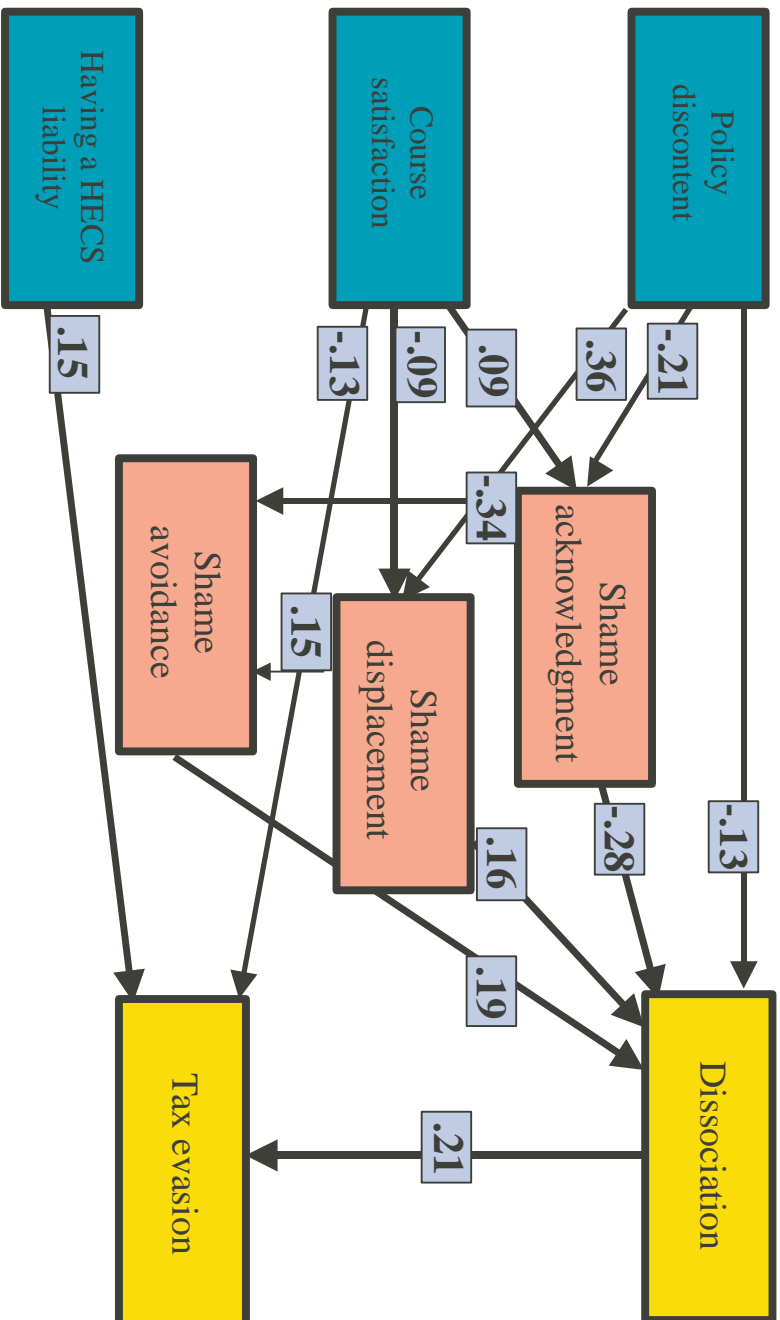 Policy
discontent
-.13
-.21
.36
Shame
acknowledgment
-.28
Dissociation
Course
satisfaction
.09
-.09
-.13
-.34
Shame
displacement
.16
.19
.21
.15
Shame
avoidance
Having a HECS
liability
.15
Tax evasion